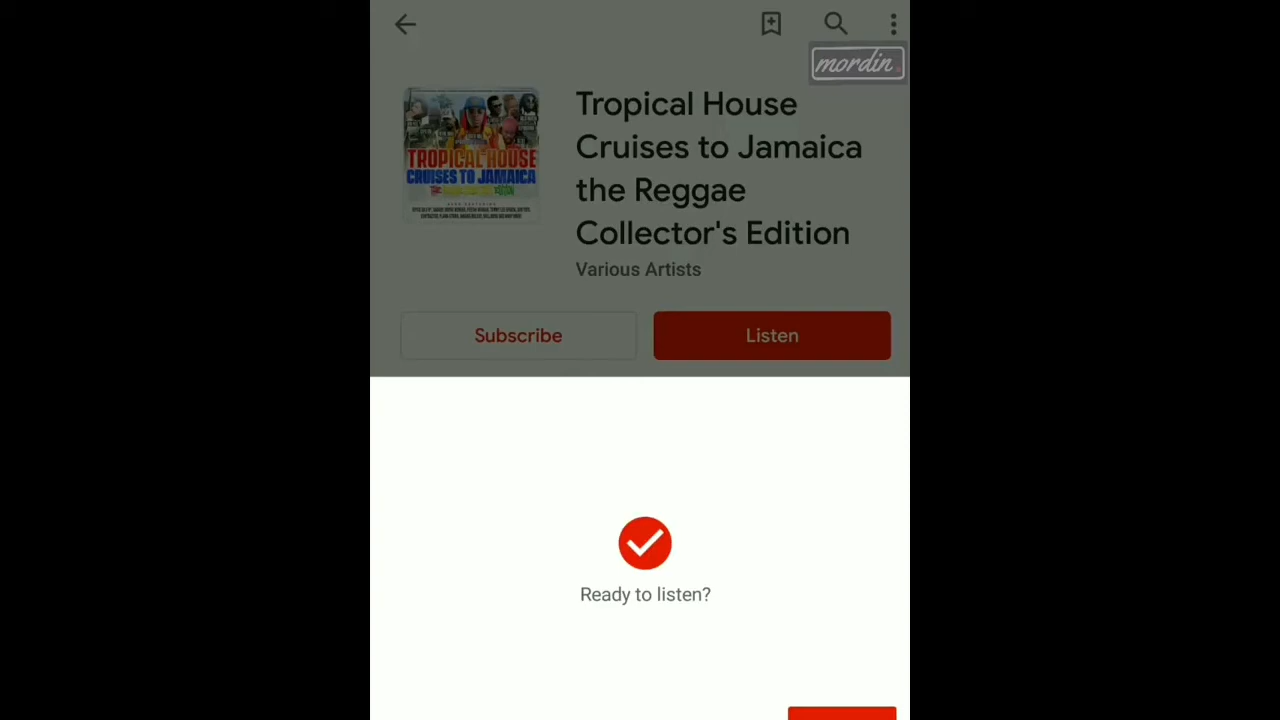 mordin
Tropical House
Cruises to Jamaica
the Reggae
Collector's Edition
Various Artists
TROPICAL HOUSE
CRUISES TO JAMAICA
Subscribe
Listen
Ready to listen?